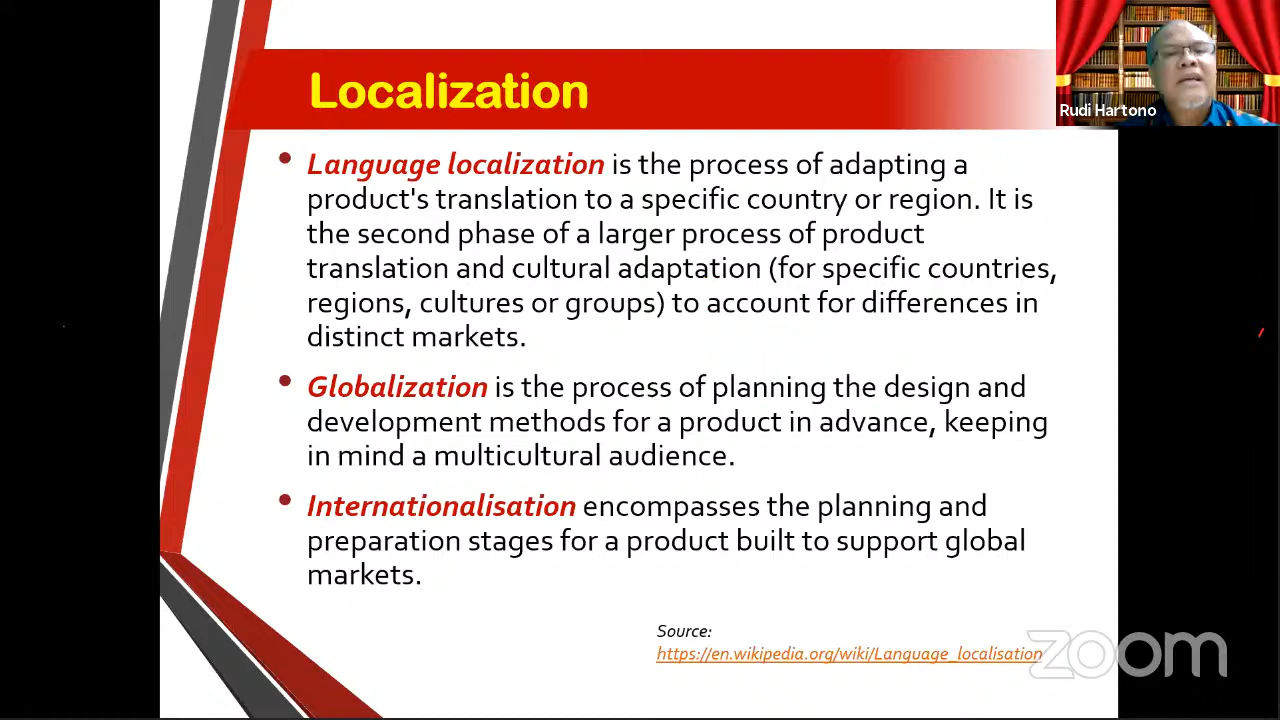 Localization
Rudi Hartono
• Language localization is the process of adapting a
product's translation to a specific country or region. It is
the second phase of a larger process of product
translation and cultural adaptation (for specific countries,
regions, cultures or groups) to account for differences in
distinct markets.
• Globalization is the process of planning the design and
development methods for a product in advance, keeping
in mind a multicultural audience.
• Internationalisation encompasses the planning and
preparation stages for a product built to support global
markets.
Source:
https://en.wikipedia.org/wiki/Language_localisation
zoom